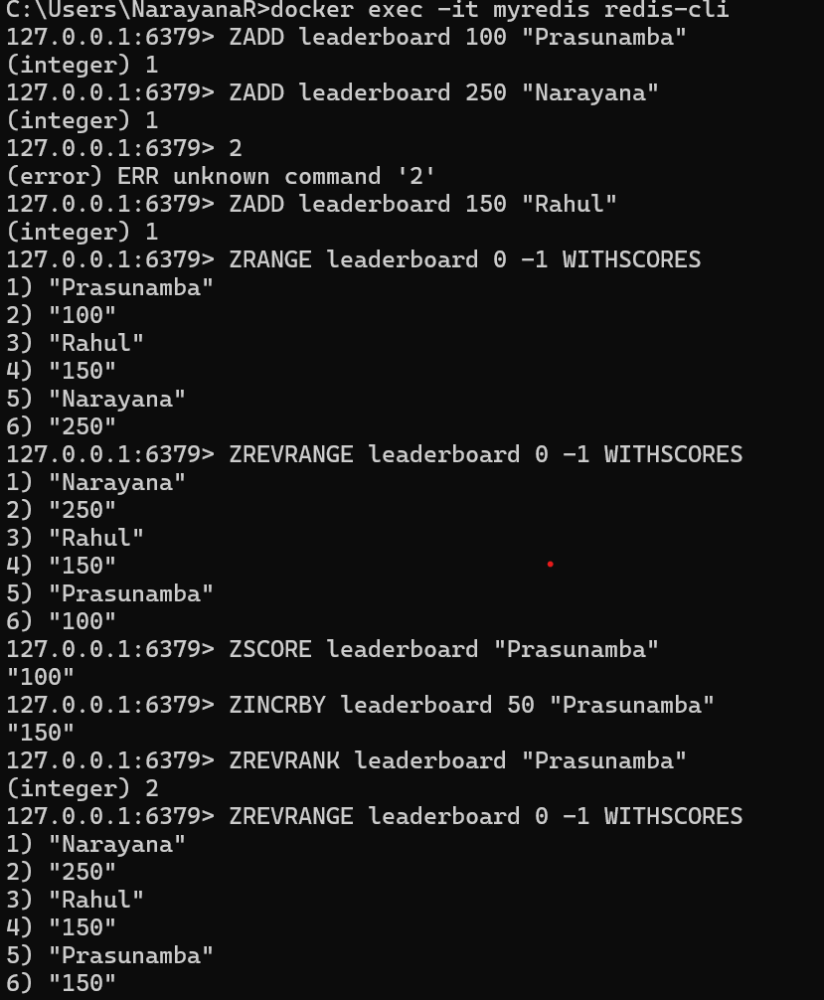 C:\Users\NarayanaR>docker exec -it myredis redis-cli
127.0.0.1:6379> ZADD leaderboard 100 "Prasunamba"
(integer) 1
127.0.0.1:6379> ZADD leaderboard 250 "Narayana"
(integer) 1
127.0.0.1:6379> 2
(error) ERR unknown command '2'
127.0.0.1:6379> ZADD leaderboard 150 "Rahul"
(integer) 1
127.0.0.1:6379> ZRANGE leaderboard 0 -1 WITHSCORES
1) "Prasunamba"
2) "100"
3) "Rahul"
4) "150"
5) "Narayana"
6) "250"
127.0.0.1:6379> ZREVRANGE leaderboard 0 -1 WITHSCORES
1) "Narayana"
2) "250"
3) "Rahul"
4) "150"
5) "Prasunamba"
6) "100"
127.0.0.1:6379> ZSCORE leaderboard "Prasunamba"
"100"
127.0.0.1:6379> ZINCRBY leaderboard 50 "Prasunamba"
"150"
127.0.0.1:6379> ZREVRANK leaderboard "Prasunamba"
(integer) 2
127.0.0.1:6379> ZREVRANGE leaderboard 0 -1 WITHSCORES
1) "Narayana"
2) "250"
3) "Rahul"
4) "150"
5) "Prasunamba"
6) "150"